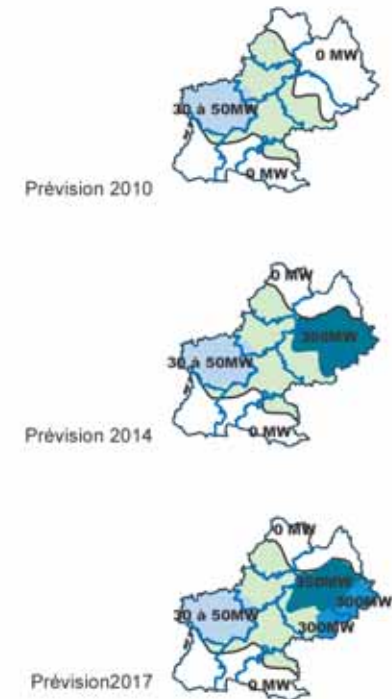 0 MW
30 à 50MW
0 MW
Prévision 2010
0 MW
300MW
30 à 50MW
0 MW
Prévision 2014
0 MW
350MW
300MW
30 à 50MW
300MW
0 MW
Prévision2017